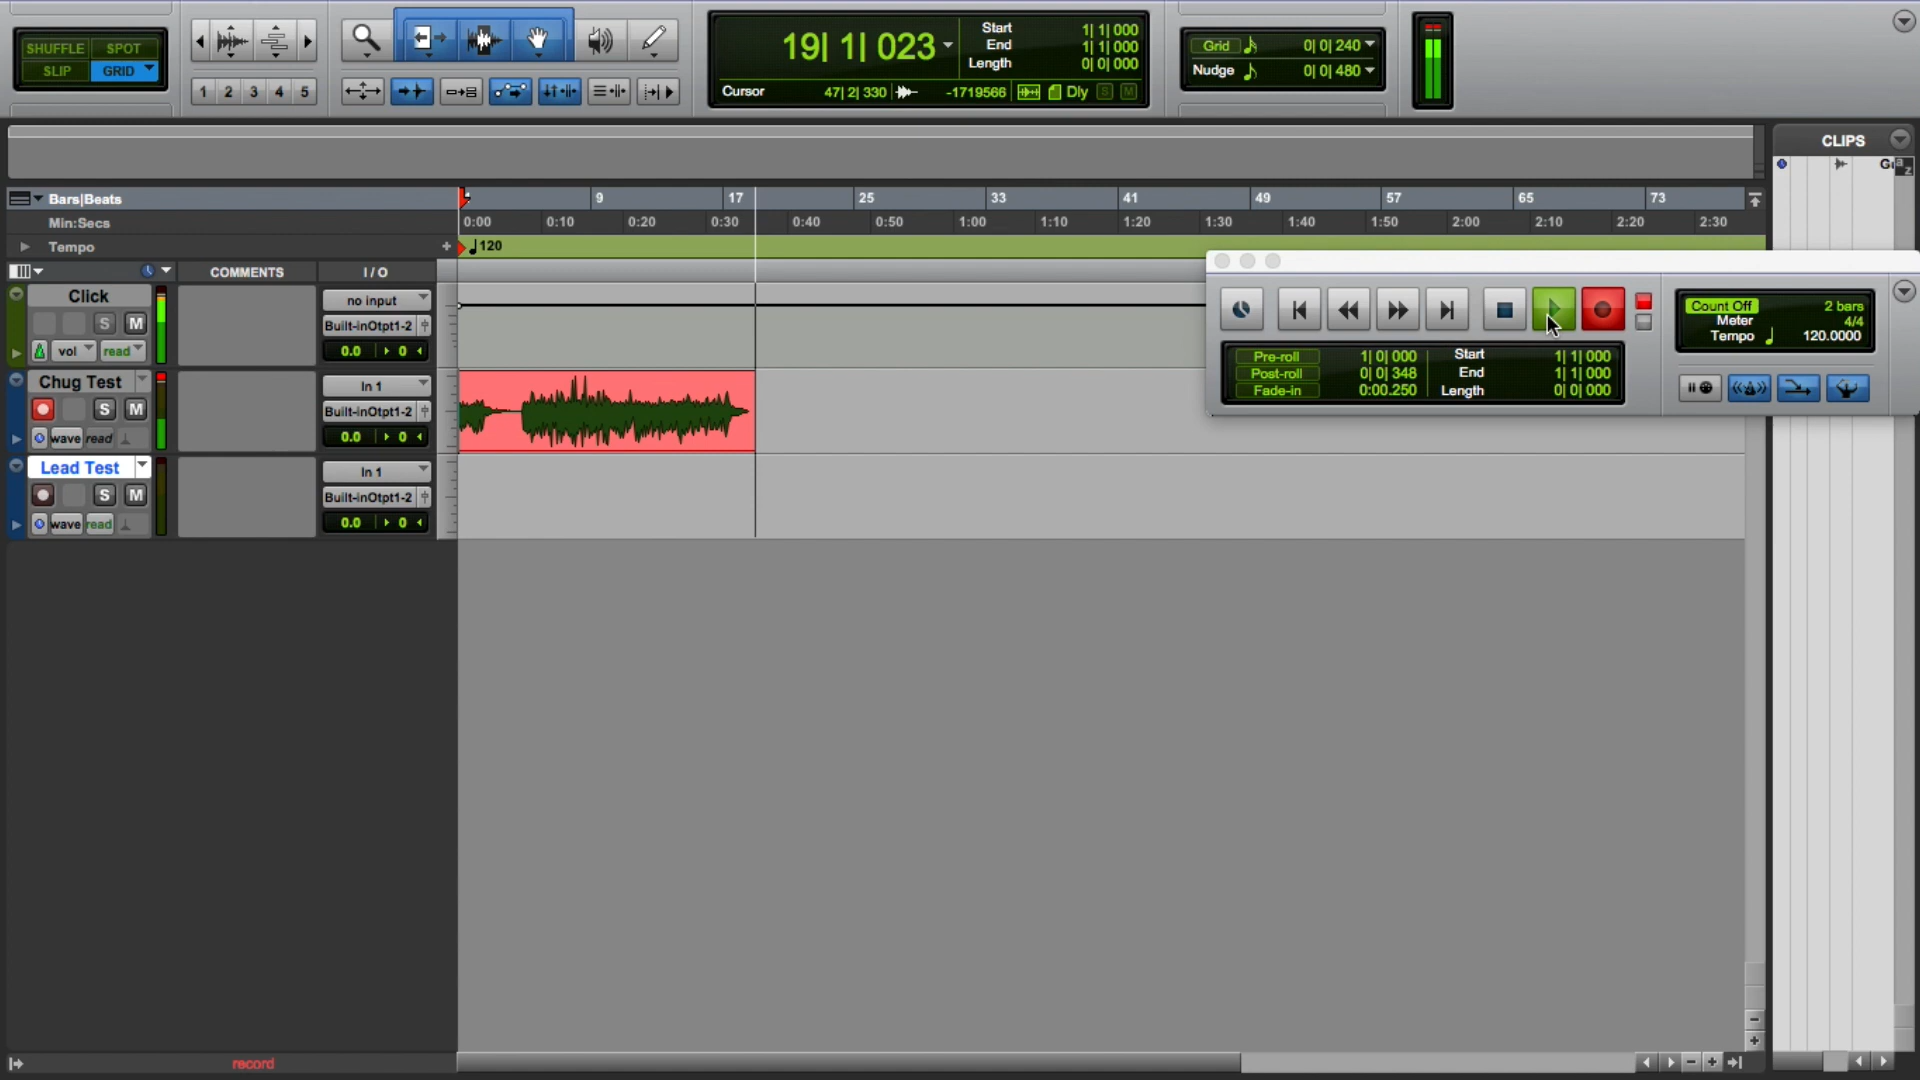 SHUFFLE SPOT
SLIP GRID
1 2 3 4 5
19| 1| 023
Start 1| 1| 000
End 1| 1| 000
Length 0| 0| 000
Cursor 47| 2| 330 -1719566 Dly S M
Grid 0| 0| 240
Nudge 0| 0| 480
CLIPS
Bars|Beats 9 17 25 33 41 49 57 65 73
Min:Secs 0:00 0:10 0:20 0:30 0:40 0:50 1:00 1:10 1:20 1:30 1:40 1:50 2:00 2:10 2:20 2:30
Tempo 120
COMMENTS I / O
Click no input
S M Built-inOtpt1-2
vol read 0.0 0
Chug Test In 1
S M Built-inOtpt1-2
wave read 0.0 0
Lead Test In 1
S M Built-inOtpt1-2
wave read 0.0 0
Count Off 2 bars
Meter 4/4
Tempo 120.0000
Pre-roll 1| 0| 000 Start 1| 1| 000
Post-roll 0| 0| 348 End 1| 1| 000
Fade-in 0:00.250 Length 0| 0| 000
record